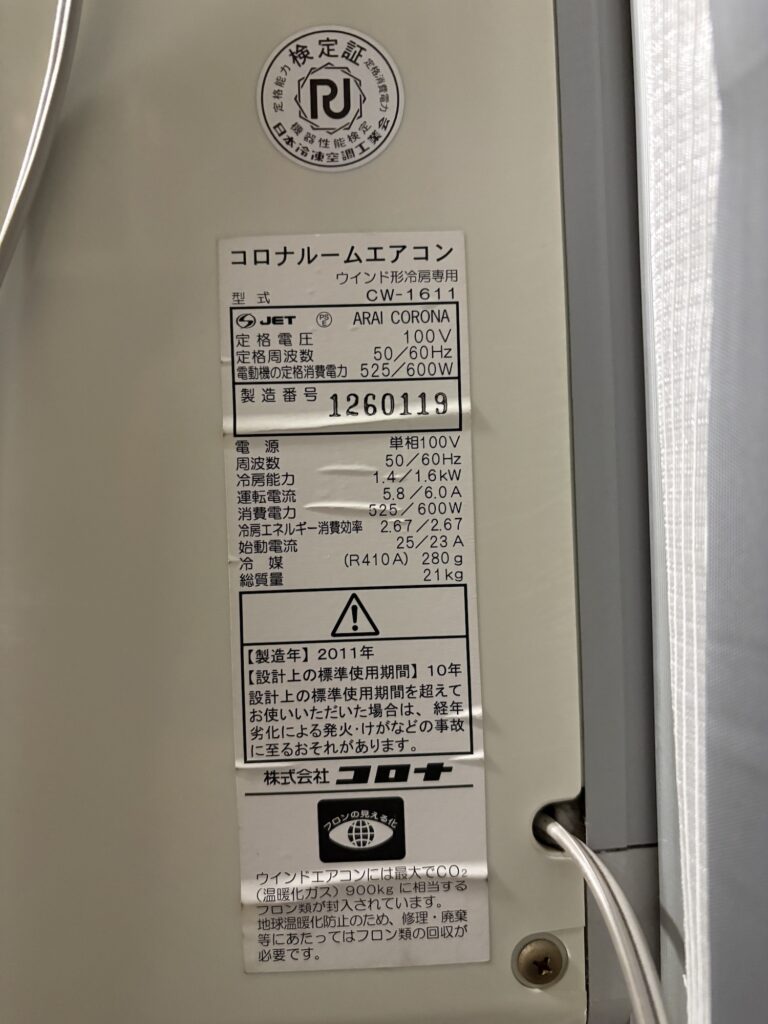 検定証
定格能力
定格消費電力
RJ
機器性能検定
日本冷凍空調工業会
コロナルームエアコン
ウインド形冷房専用
型式 CW-1611
JET PS E ARAI CORONA
定格電圧 100V
定格周波数 50/60Hz
電動機の定格消費電力 525/600W
製造番号 1260119
電源 単相100V
周波数 50/60Hz
冷房能力 1.4/1.6kW
運転電流 5.8/6.0A
消費電力 525/600W
冷房エネルギー消費効率 2.67/2.67
始動電流 25/23A
冷媒 (R410A) 280g
総質量 21kg
【製造年】2011年
【設計上の標準使用期間】10年
設計上の標準使用期間を超えて
お使いいただいた場合は、経年
劣化による発火・けがなどの事故
に至るおそれがあります。
株式会社 コロナ
フロンの見える化
ウインドエアコンには最大でCO₂
(温暖化ガス) 900kgに相当する
フロン類が封入されています。
地球温暖化防止のため、修理・廃棄
等にあたってはフロン類の回収が
必要です。